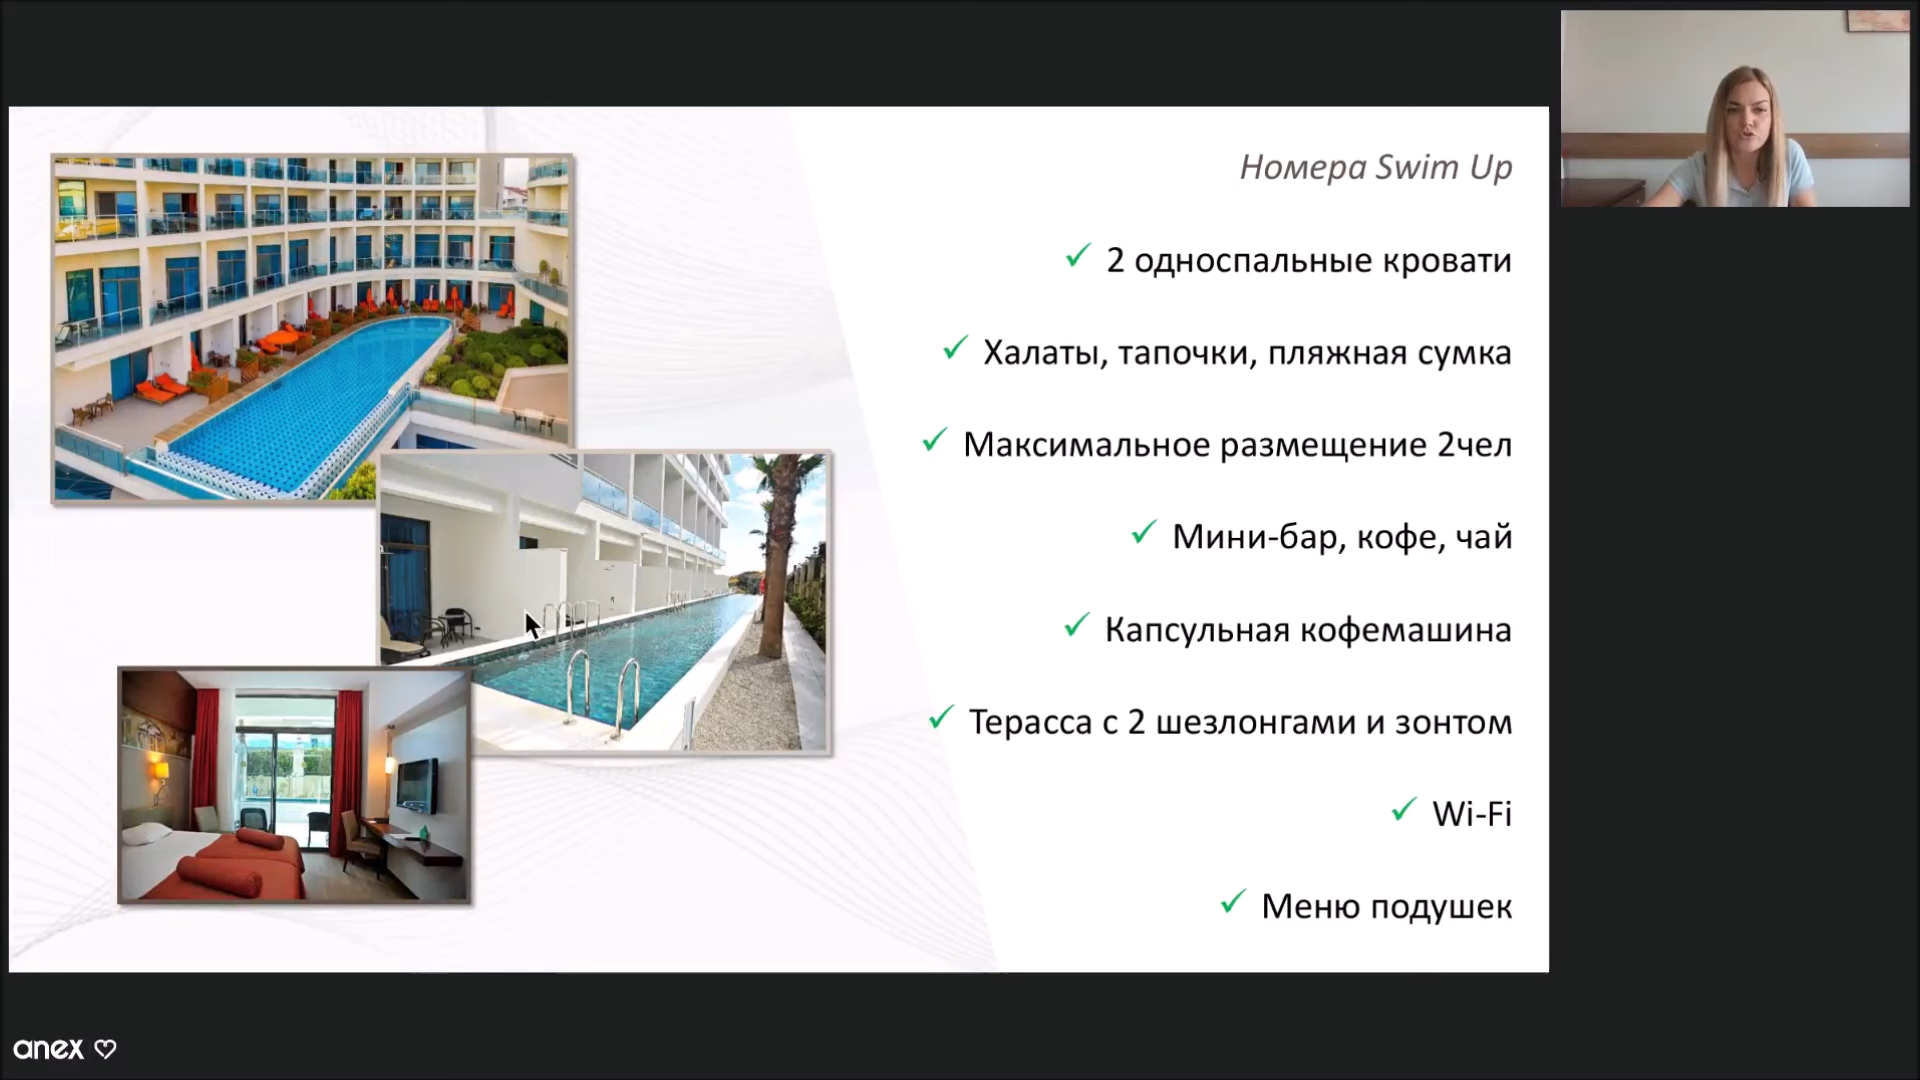 Номера Swim Up
2 односпальные кровати
Халаты, тапочки, пляжная сумка
Максимальное размещение 2чел
Мини-бар, кофе, чай
Капсульная кофемашина
Терасса с 2 шезлонгами и зонтом
Wi-Fi
Меню подушек
anex